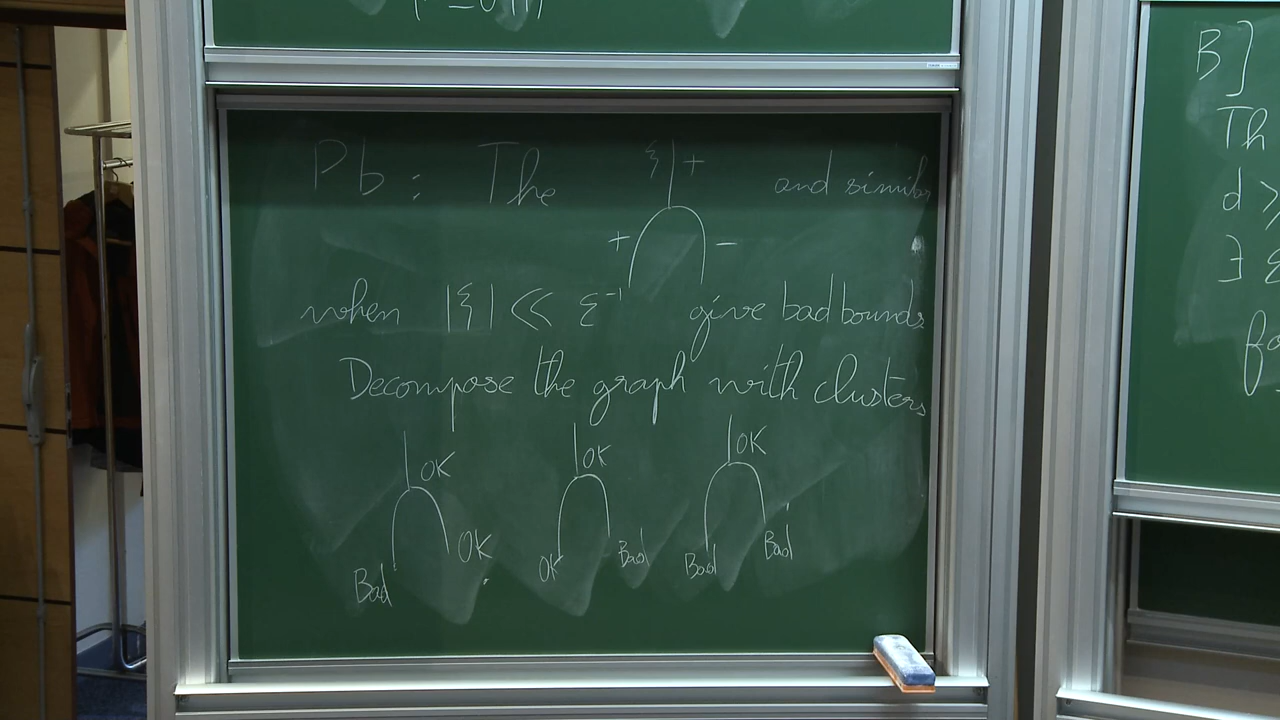 Pb : The ξ + and similar
+ −
when |ξ| << ε⁻¹ give bad bounds
Decompose the graph with clusters
OK OK OK
Bad OK OK Bad Bad Bad
B]
Th
d >
∃ ε
fo